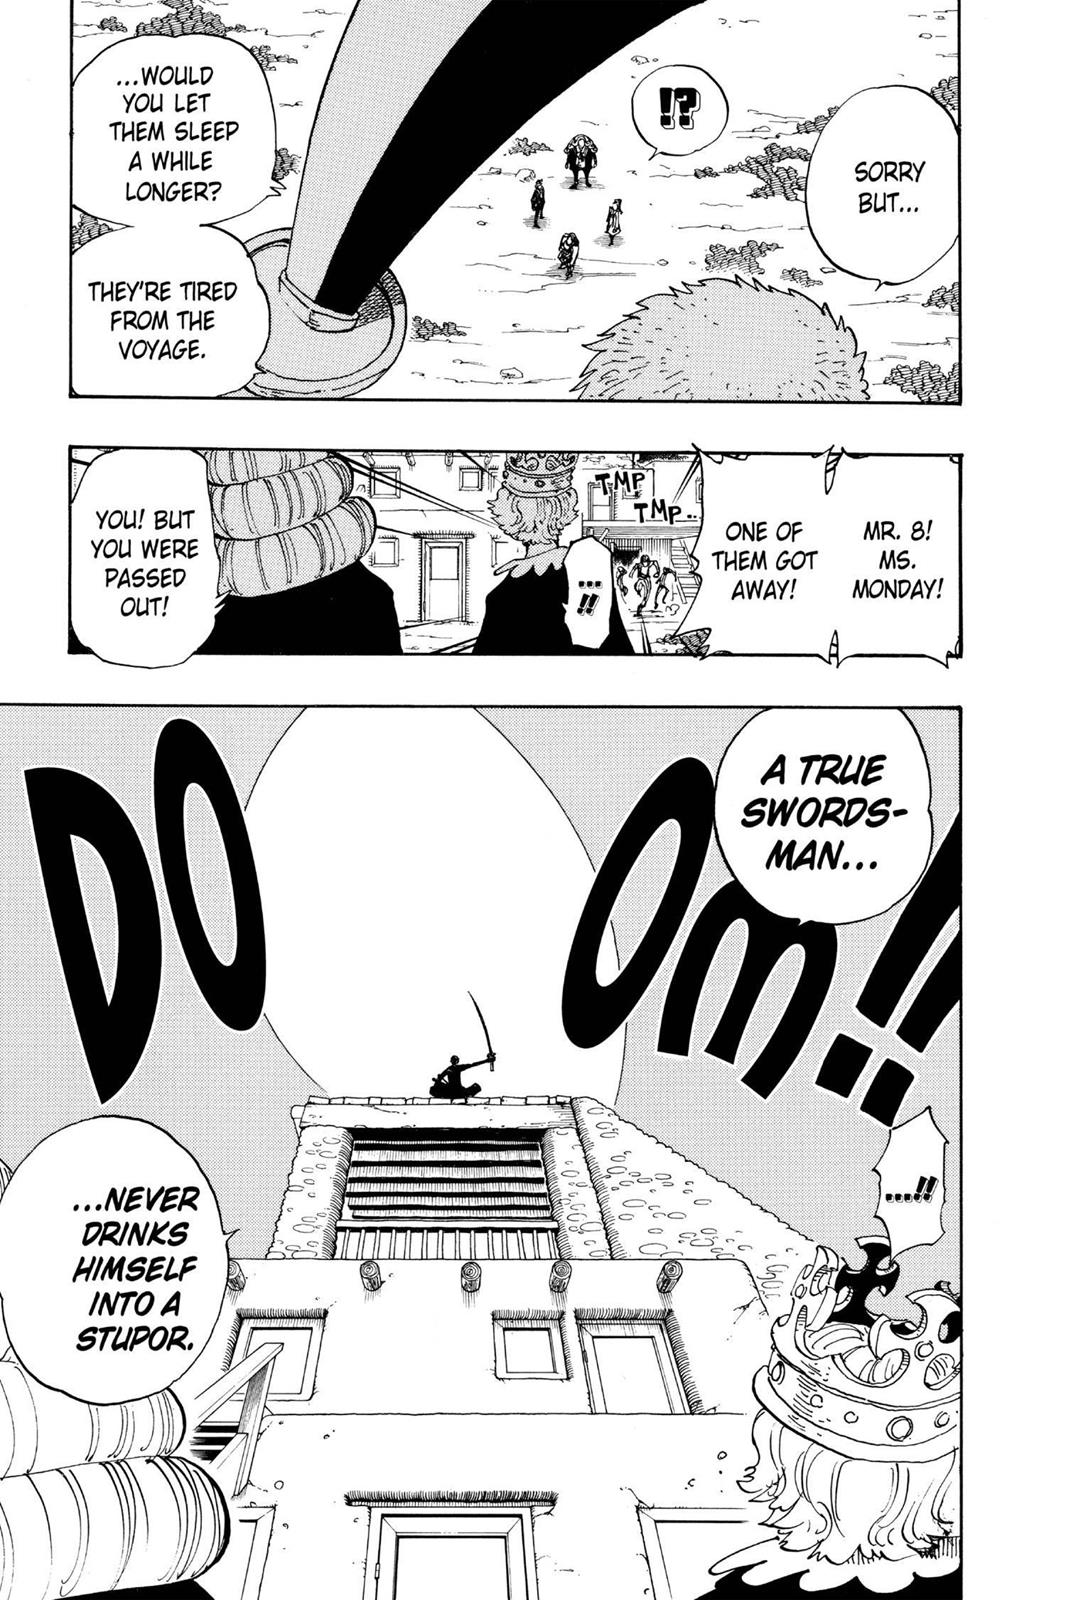 SORRY
BUT...
!?
...WOULD
YOU LET
THEM SLEEP
A WHILE
LONGER?
THEY'RE TIRED
FROM THE
VOYAGE.
MR. 8!
MS.
MONDAY!
ONE OF
THEM GOT
AWAY!
TMP
TMP..
...
!!
YOU! BUT
YOU WERE
PASSED
OUT!
A TRUE
SWORDS-
MAN...
DOOM!!
...!!
...NEVER
DRINKS
HIMSELF
INTO A
STUPOR.